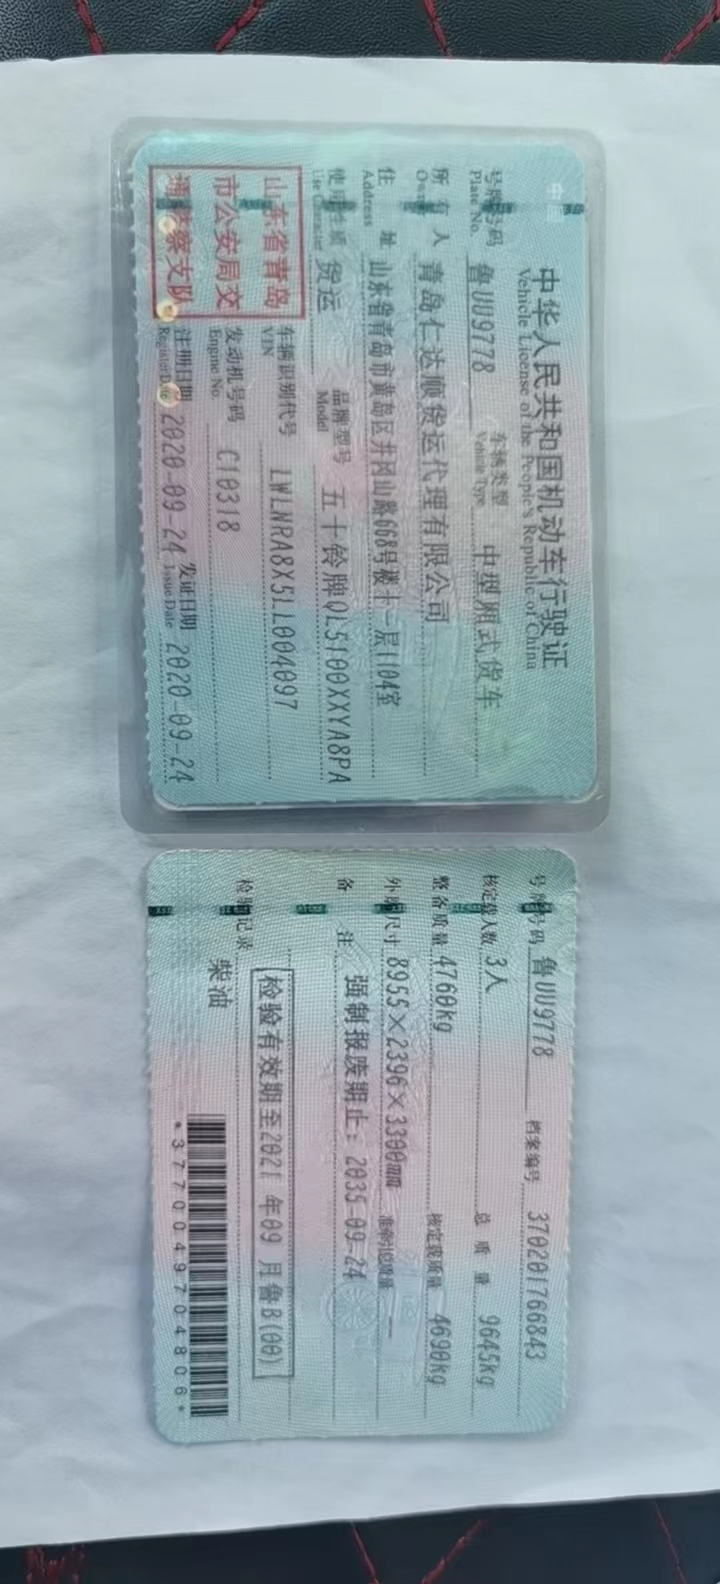 中华人民共和国机动车行驶证
Vehicle License of the People's Republic of China
号牌号码 鲁UU9778 车辆类型 中型厢式货车
Plate No. Vehicle Type
所有人 青岛仁达顺货运代理有限公司
Owner
住址 山东省青岛市黄岛区井冈山路668号楼十一层1104室
Address
使用性质 货运 品牌型号 五十铃牌QL5100XXYA8PA
Use Character Model
山东省青岛
市公安局交
通警察支队
车辆识别代号 LWLNRA8X5LL004097
VIN
发动机号码 C10318
Engine No.
注册日期 2020-09-24 发证日期 2020-09-24
Register Date Issue Date
号牌号码 鲁UU9778 档案编号 370201766843
核定载人数 3人 总质量 9645kg
整备质量 4760kg 核定载质量 4690kg
外廓尺寸 8955×2396×3300mm 准牵引总质量 —
备注 强制报废期止：2035-09-24
检验有效期至2021年09月鲁B(00)
检验记录
柴油
*3770049704806*